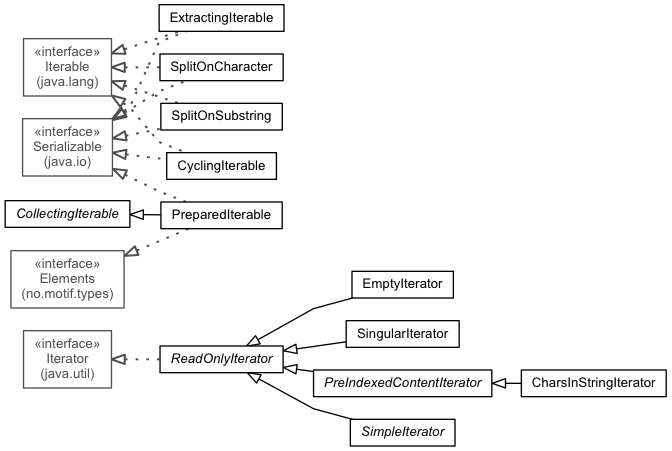 ExtractingIterable
«interface»
Iterable
(java.lang)
SplitOnCharacter
SplitOnSubstring
«interface»
Serializable
(java.io)
CyclingIterable
CollectingIterable
PreparedIterable
«interface»
Elements
(no.motif.types)
EmptyIterator
SingularIterator
«interface»
Iterator
(java.util)
ReadOnlyIterator
PreIndexedContentIterator
CharsInStringIterator
SimpleIterator